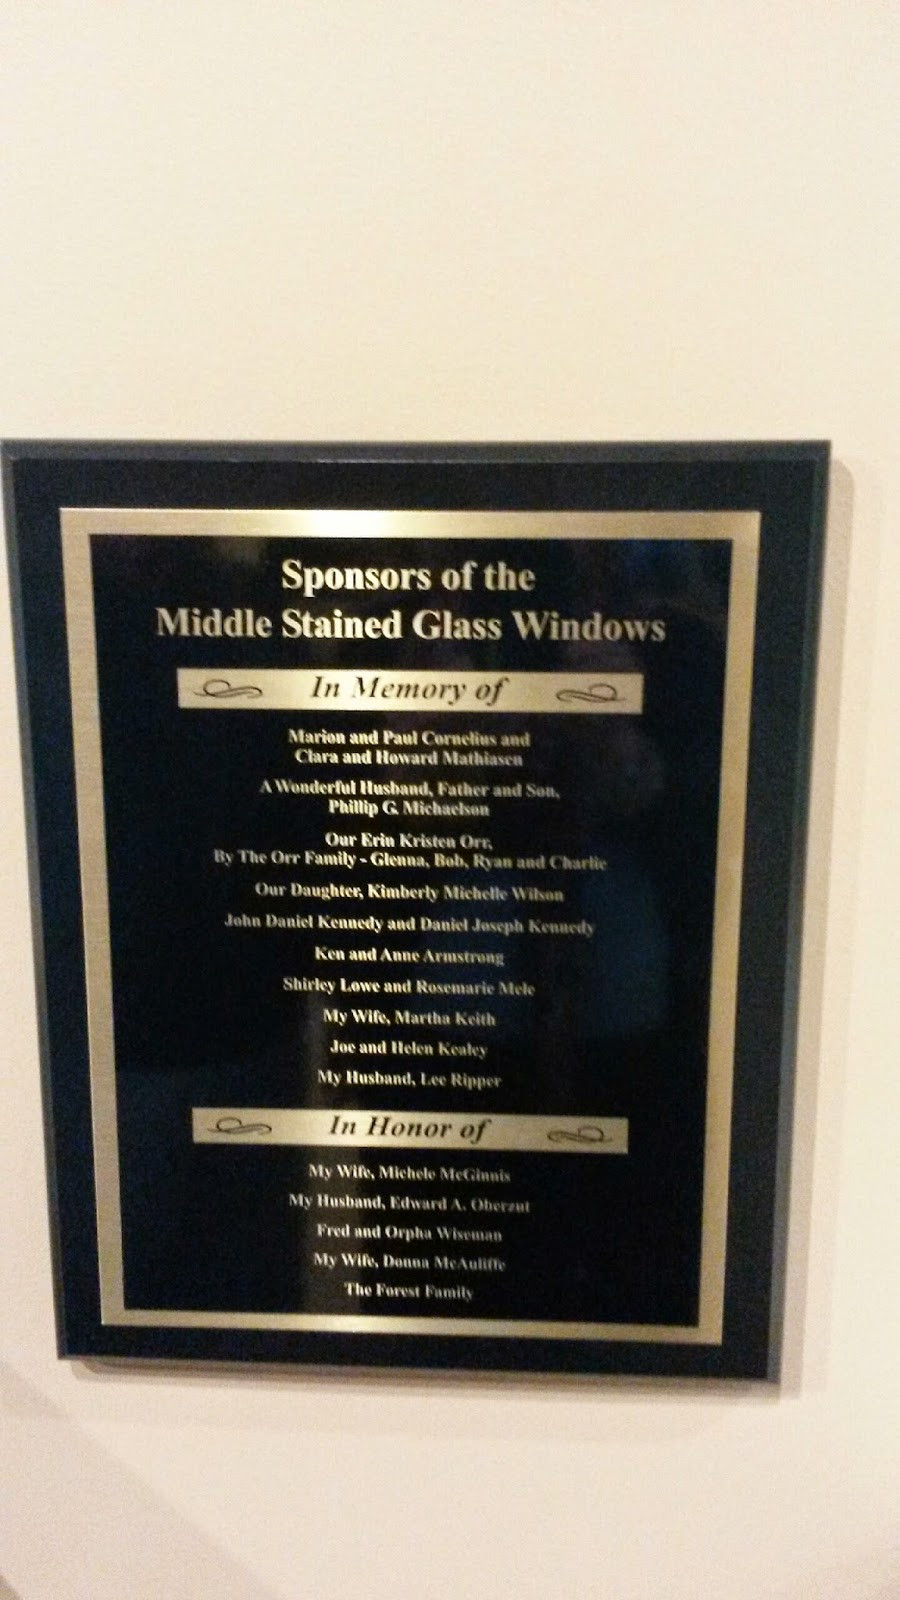 Sponsors of the
Middle Stained Glass Windows
In Memory of
Marion and Paul Cornelius and
Clara and Howard Mathiasen
A Wonderful Husband, Father and Son,
Phillip G. Michaelson
Our Erin Kristen Orr,
By The Orr Family - Glenna, Bob, Ryan and Charlie
Our Daughter, Kimberly Michelle Wilson
John Daniel Kennedy and Daniel Joseph Kennedy
Ken and Anne Armstrong
Shirley Lowe and Rosemarie Mele
My Wife, Martha Keith
Joe and Helen Kealey
My Husband, Lee Ripper
In Honor of
My Wife, Michele McGinnis
My Husband, Edward A. Oberzut
Fred and Orpha Wiseman
My Wife, Donna McAuliffe
The Forest Family